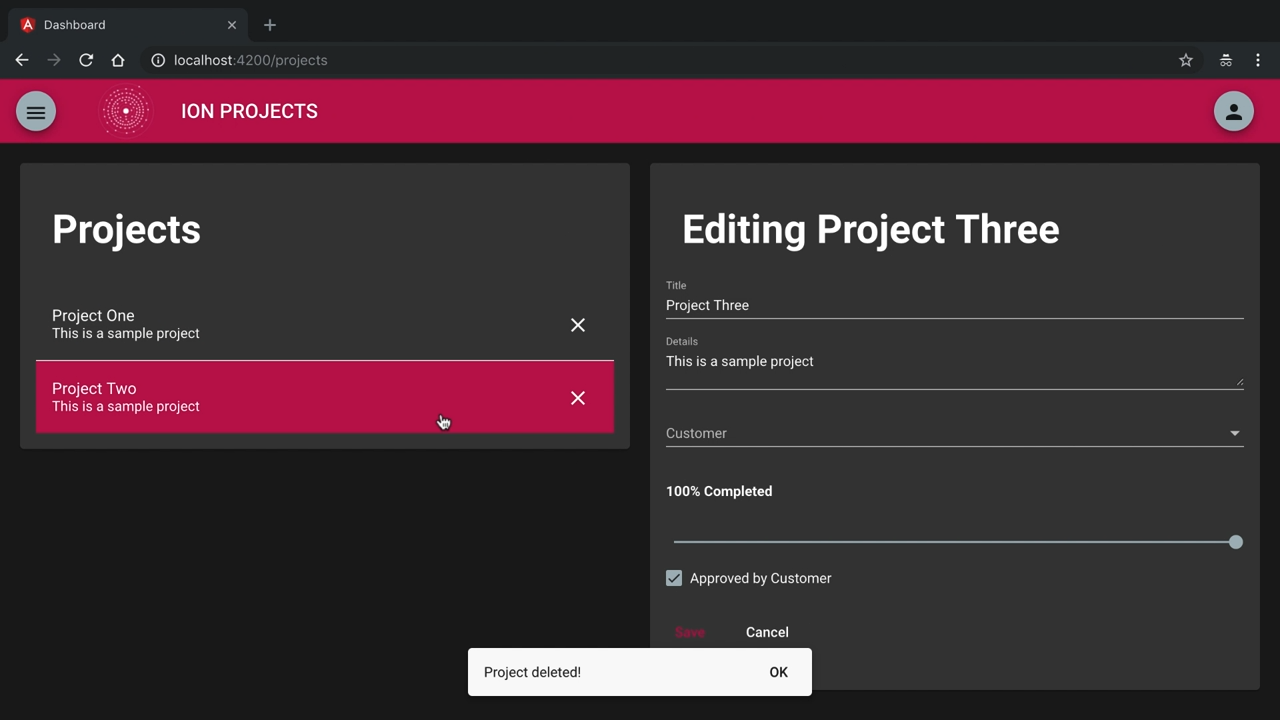 Dashboard
localhost:4200/projects
ION PROJECTS
Projects
Project One
This is a sample project
Project Two
This is a sample project
Editing Project Three
Title
Project Three
Details
This is a sample project
Customer
100% Completed
Approved by Customer
Save Cancel
Project deleted! OK